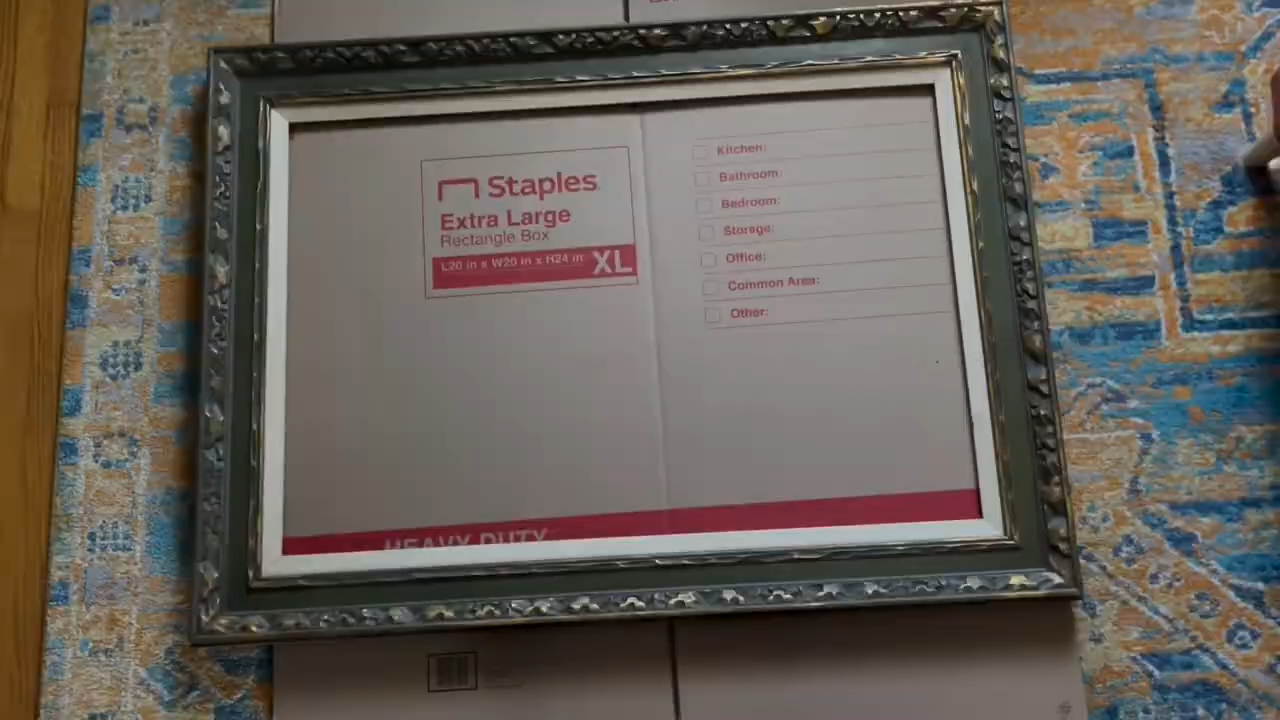 Staples
Extra Large
Rectangle Box
L20 in x W20 in x H24 in XL
Kitchen:
Bathroom:
Bedroom:
Storage:
Office:
Common Area:
Other:
HEAVY DUTY